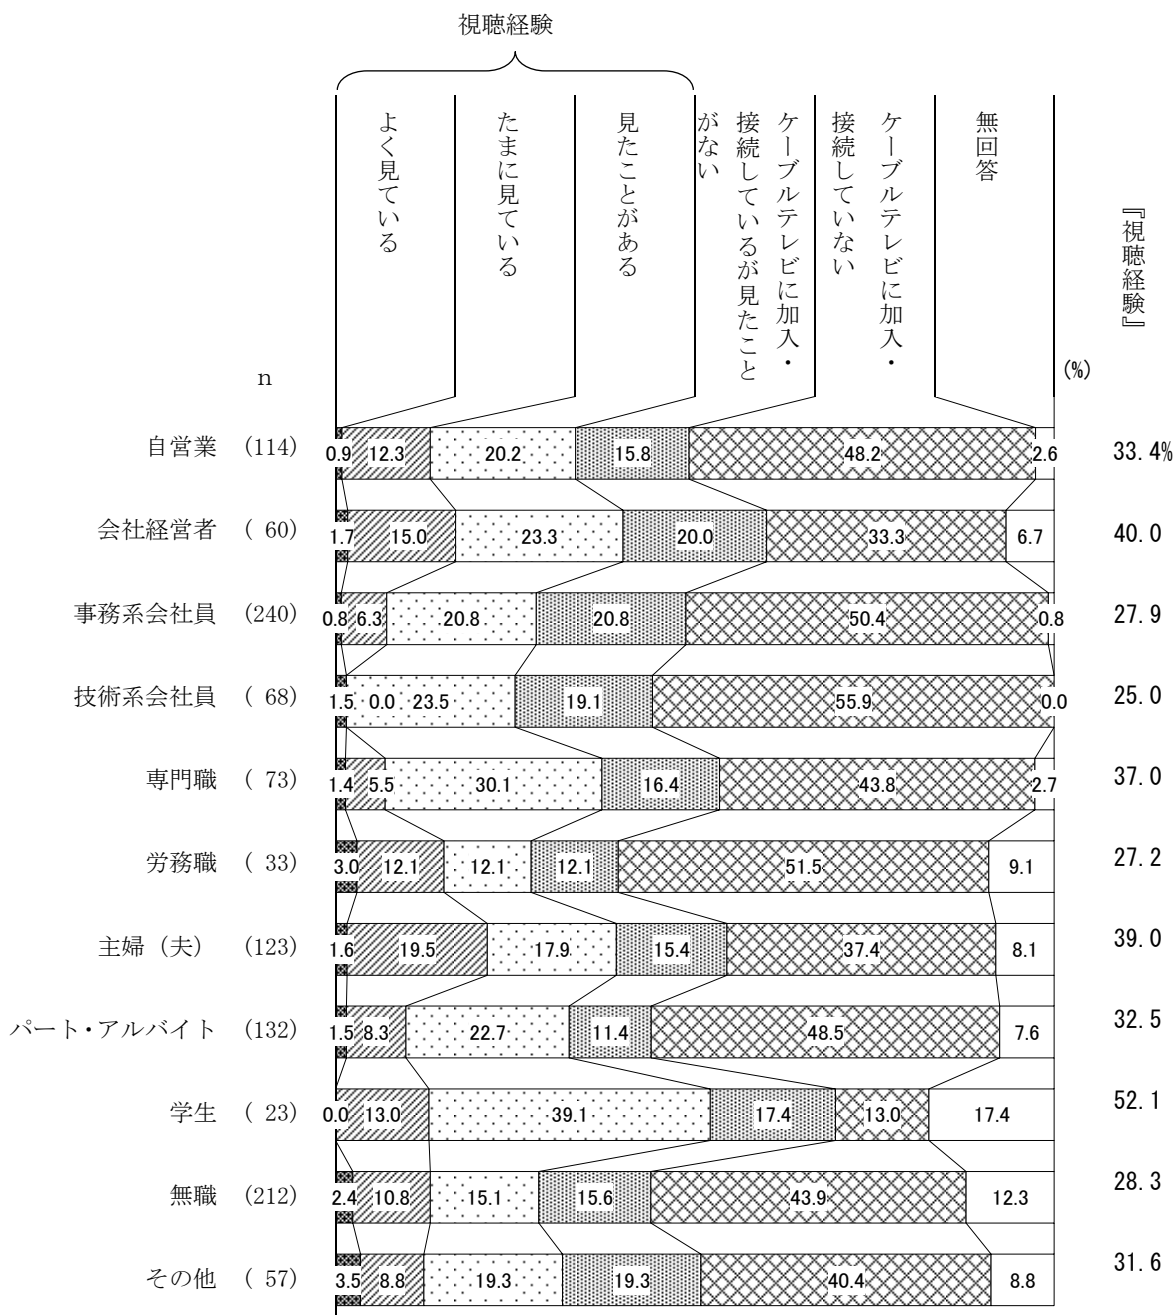 視聴経験
よく見ている
たまに見ている
見たことがある
ケーブルテレビに加入・
接続しているが見たこと
がない
ケーブルテレビに加入・
接続していない
無回答
『視聴経験』
n
(%)
自営業 (114) 0.9 12.3 20.2 15.8 48.2 2.6 33.4%
会社経営者 ( 60) 1.7 15.0 23.3 20.0 33.3 6.7 40.0
事務系会社員 (240) 0.8 6.3 20.8 20.8 50.4 0.8 27.9
技術系会社員 ( 68) 1.5 0.0 23.5 19.1 55.9 0.0 25.0
専門職 ( 73) 1.4 5.5 30.1 16.4 43.8 2.7 37.0
労務職 ( 33) 3.0 12.1 12.1 12.1 51.5 9.1 27.2
主婦（夫） (123) 1.6 19.5 17.9 15.4 37.4 8.1 39.0
パート・アルバイト (132) 1.5 8.3 22.7 11.4 48.5 7.6 32.5
学生 ( 23) 0.0 13.0 39.1 17.4 13.0 17.4 52.1
無職 (212) 2.4 10.8 15.1 15.6 43.9 12.3 28.3
その他 ( 57) 3.5 8.8 19.3 19.3 40.4 8.8 31.6